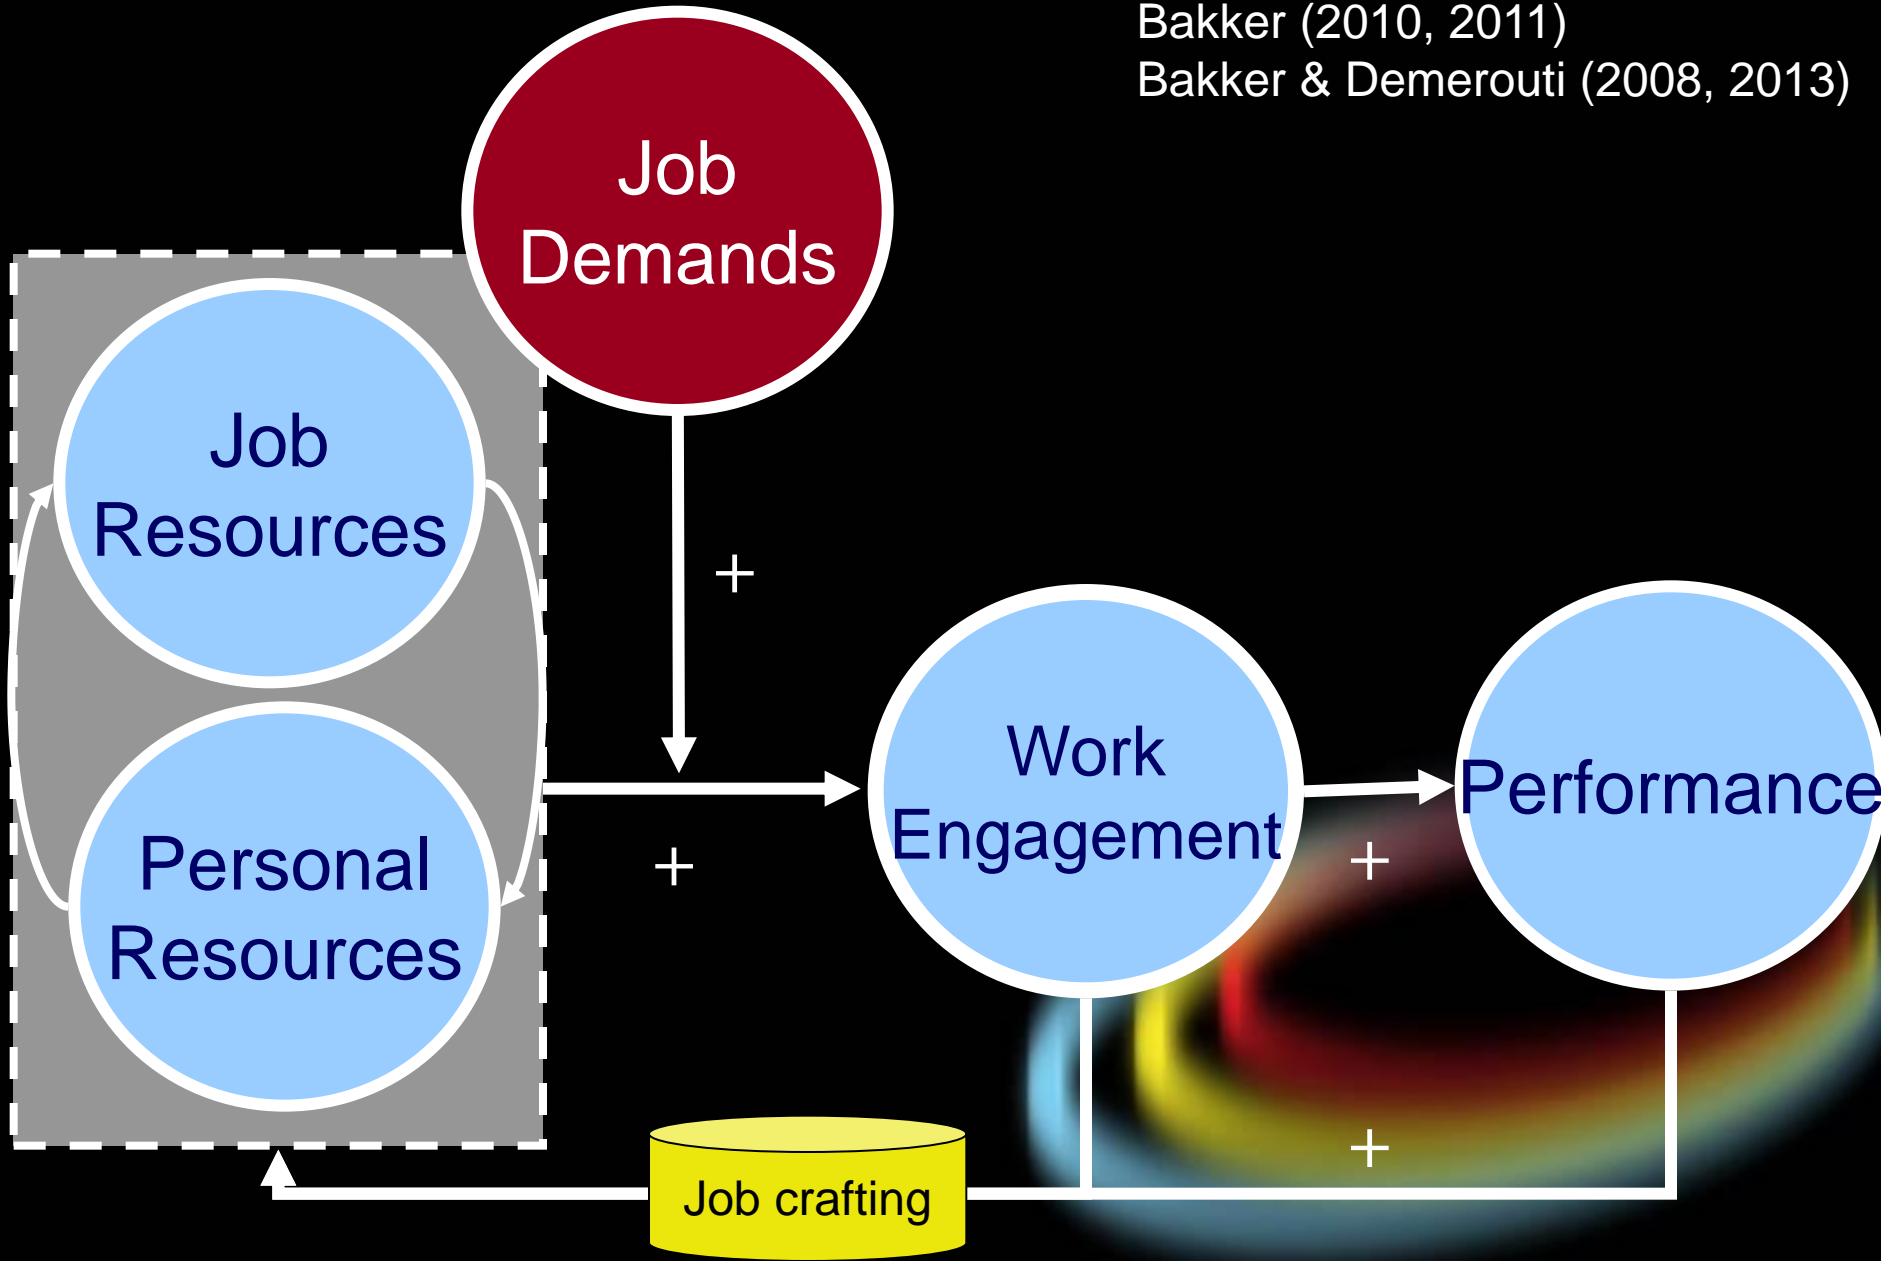 Bakker (2010, 2011)
Bakker & Demerouti (2008, 2013)
Job
Demands
Job
Resources
+
Work
Engagement
Performance
Personal
Resources
+
+
+
Job crafting